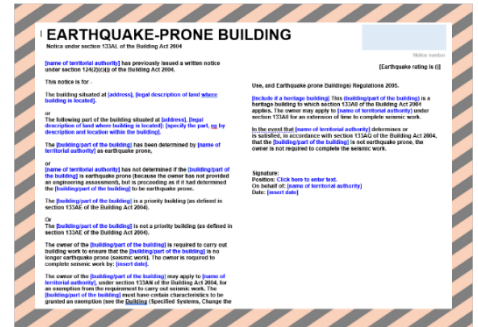 EARTHQUAKE-PRONE BUILDING
Notice under section 133AL of the Building Act 2004
Notice number
[name of territorial authority] has previously issued a written notice
under section 124(2)(c)(i) of the Building Act 2004.
This notice is for -
The building situated at [address], [legal description of land where
building is located].
or
The following part of the building situated at [address], [legal
description of land where building is located]: [specify the part, eg by
description and location within the building].
The [building/part of the building] has been determined by [name of
territorial authority] as earthquake prone,
or
[name of territorial authority] has not determined if the [building/part of
the building] is earthquake prone (because the owner has not provided
an engineering assessment), but is proceeding as if it had determined
the [building/part of the building] to be earthquake prone.
The [building/part of the building] is a priority building (as defined in
section 133AE of the Building Act 2004).
Or
The [building/part of the building] is not a priority building (as defined in
section 133AE of the Building Act 2004).
The owner of the [building/part of the building] is required to carry out
building work to ensure that the [building/part of the building] is no
longer earthquake prone (seismic work). The owner is required to
complete seismic work by: [insert date].
The owner of the [building/part of the building] may apply to [name of
territorial authority], under section 133AN of the Building Act 2004, for
an exemption from the requirement to carry out seismic work. The
[building/part of the building] must have certain characteristics to be
granted an exemption (see the Building (Specified Systems, Change the
[Earthquake rating is (i)]
Use, and Earthquake-prone Buildings) Regulations 2005.
[include if a heritage building] This [building/part of the building] is a
heritage building to which section 133AO of the Building Act 2004
applies. The owner may apply to [name of territorial authority] under
section 133AO for an extension of time to complete seismic work.
In the event that [name of territorial authority] determines or
is satisfied, in accordance with section 133AQ of the Building Act 2004,
that the [building/part of the building] is not earthquake prone, the
owner is not required to complete the seismic work.
Signature:
Position: Click here to enter text.
On behalf of: [name of territorial authority]
Date: [insert date]